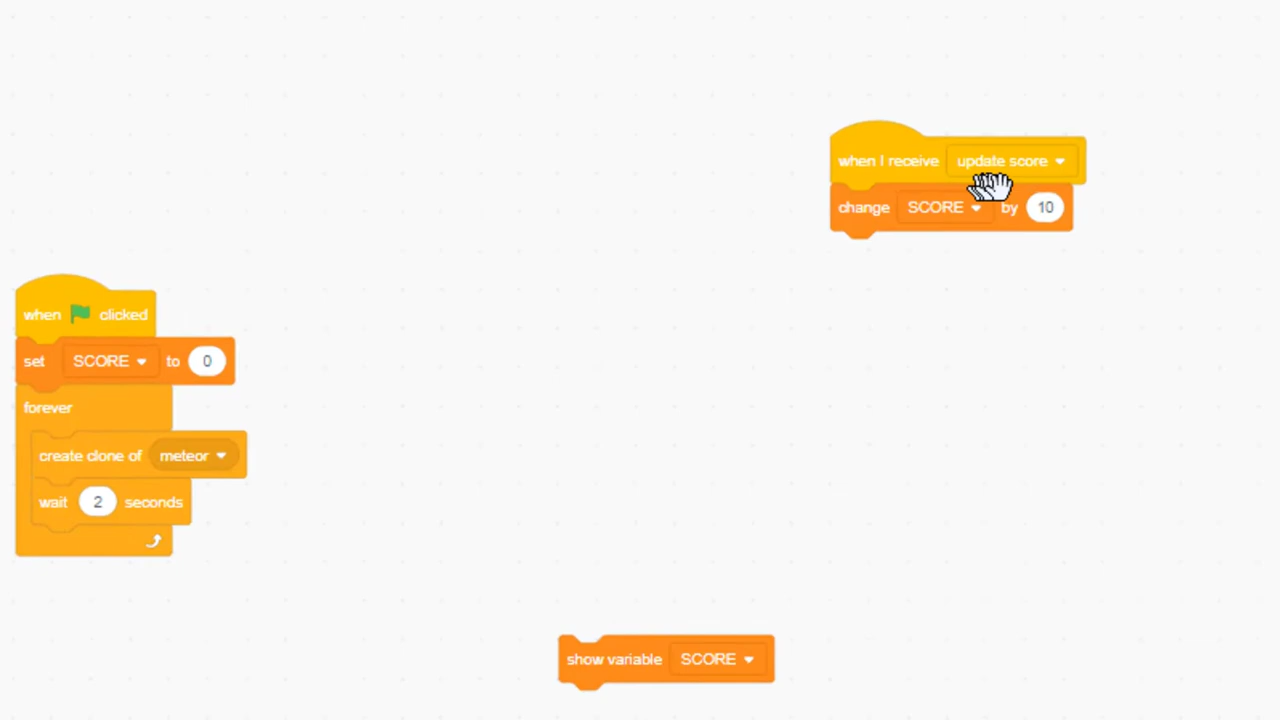 when I receive update score
change SCORE by 10
when clicked
set SCORE to 0
forever
create clone of meteor
wait 2 seconds
show variable SCORE